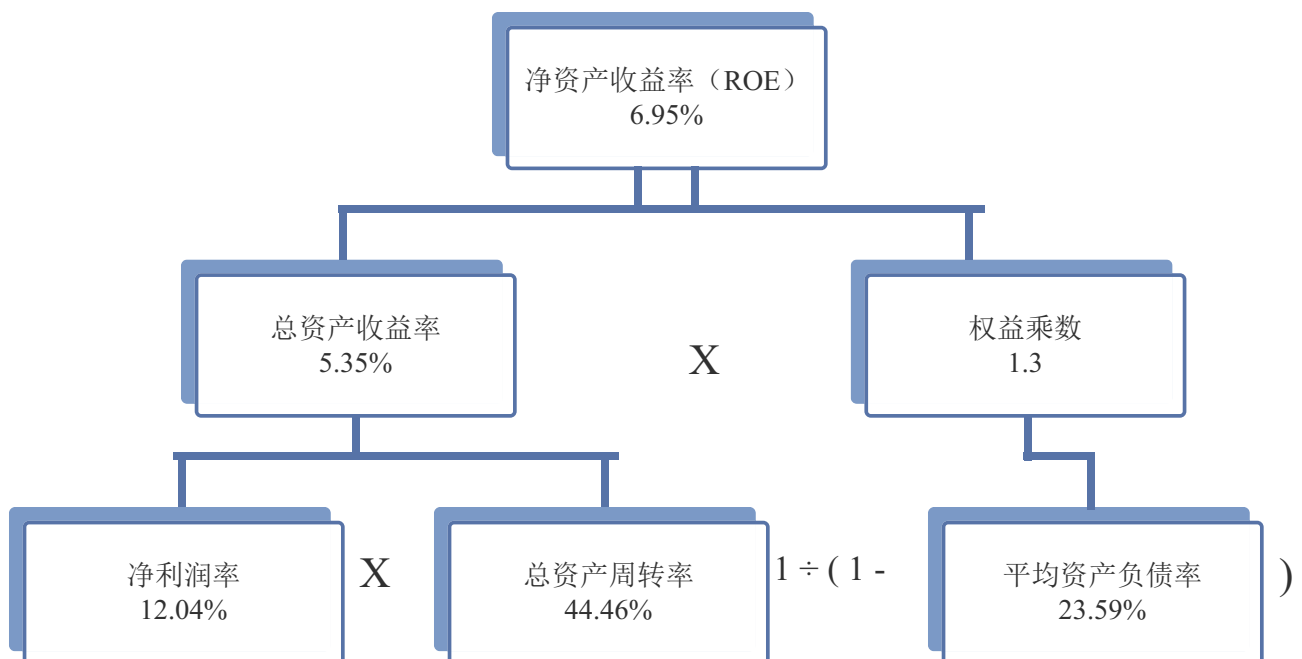 净资产收益率（ROE）
6.95%
总资产收益率
5.35%
X
权益乘数
1.3
净利润率
12.04%
X
总资产周转率
44.46%
1 ÷ ( 1 -
平均资产负债率
23.59%
)